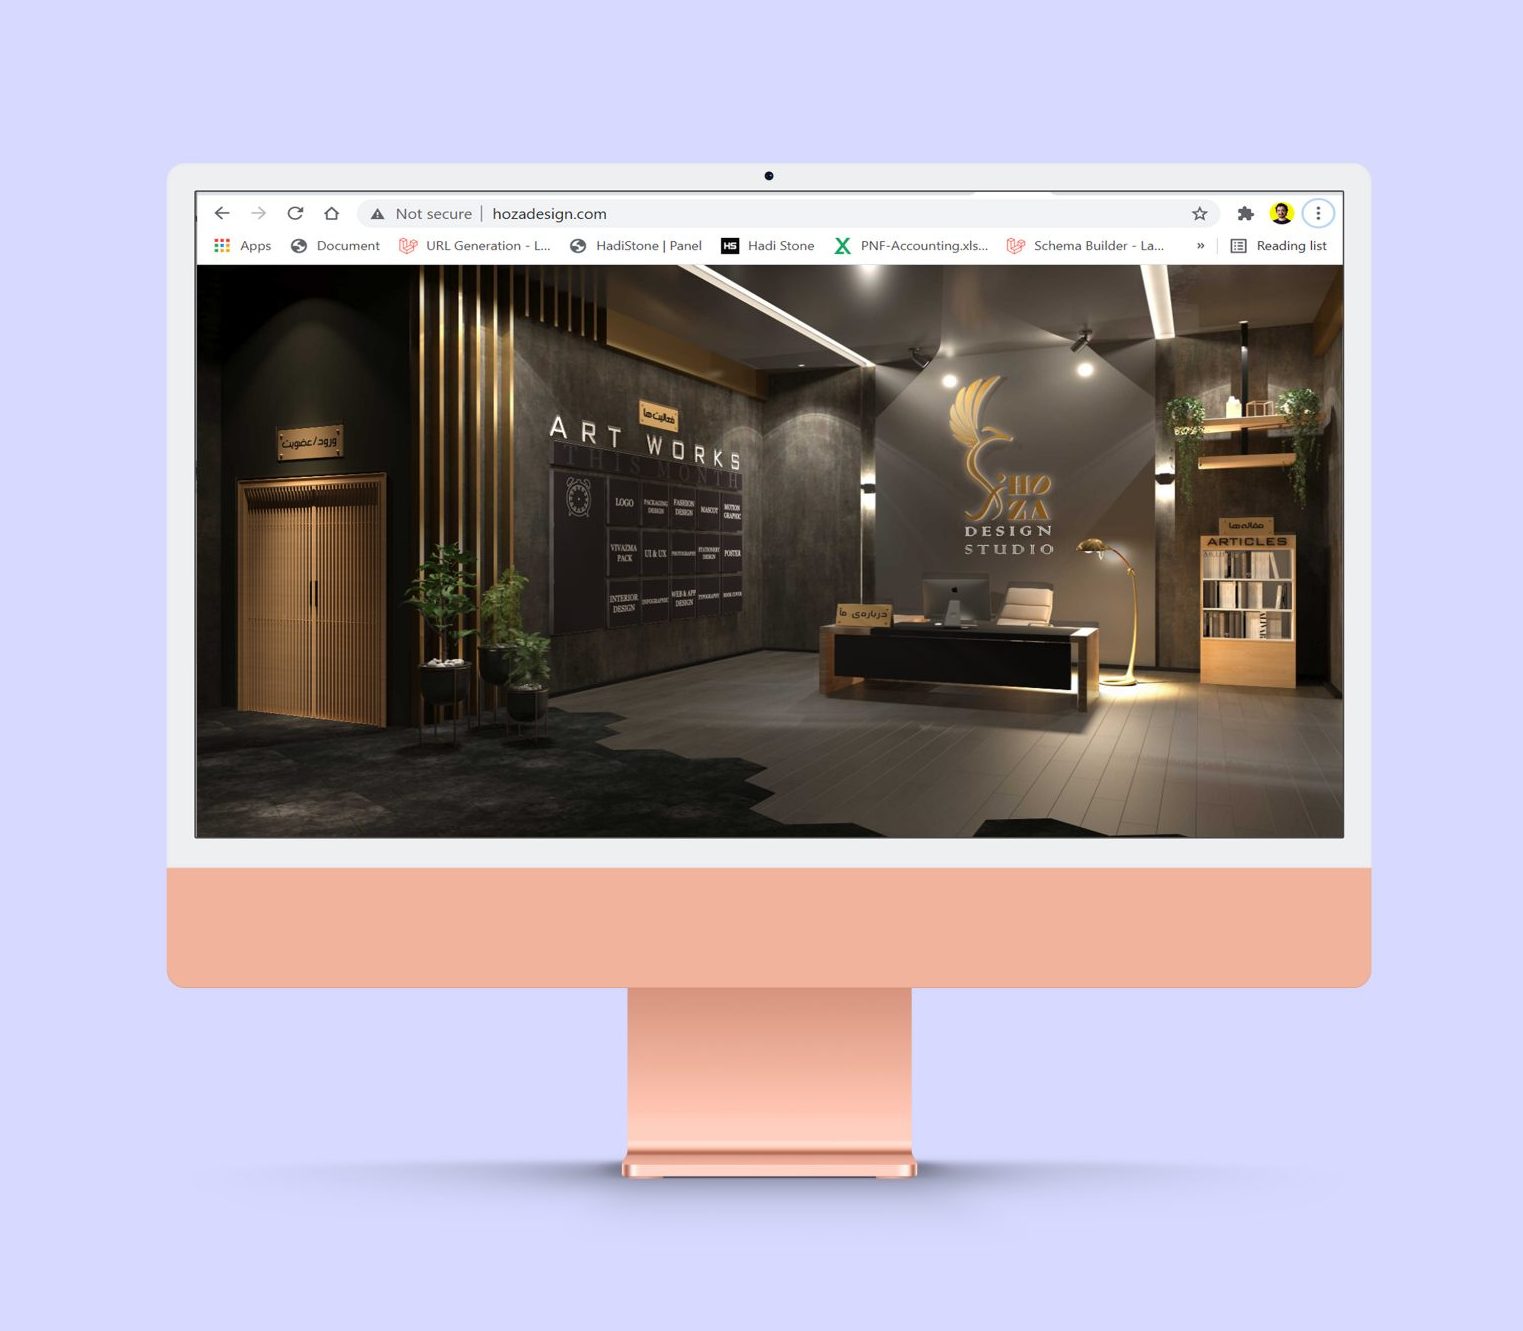 Not secure | hozadesign.com
Apps Document URL Generation - L... HadiStone | Panel HS Hadi Stone PNF-Accounting.xls... Schema Builder - La... » Reading list
ورود/عضویت
فعالیت ها
ART WORKS
THIS MONTH
LOGO PACKAGING DESIGN FASHION DESIGN MASCOT MOTION GRAPHIC
VIVAZMA PACK UI & UX PHOTOGRAPHY STATIONERY DESIGN POSTER
INTERIOR DESIGN INFOGRAPHIC WEB & APP DESIGN TYPOGRAPHY BOOK COVER
HOZA
DESIGN
STUDIO
درباره‌ی ما
مقاله ها
ARTICLES